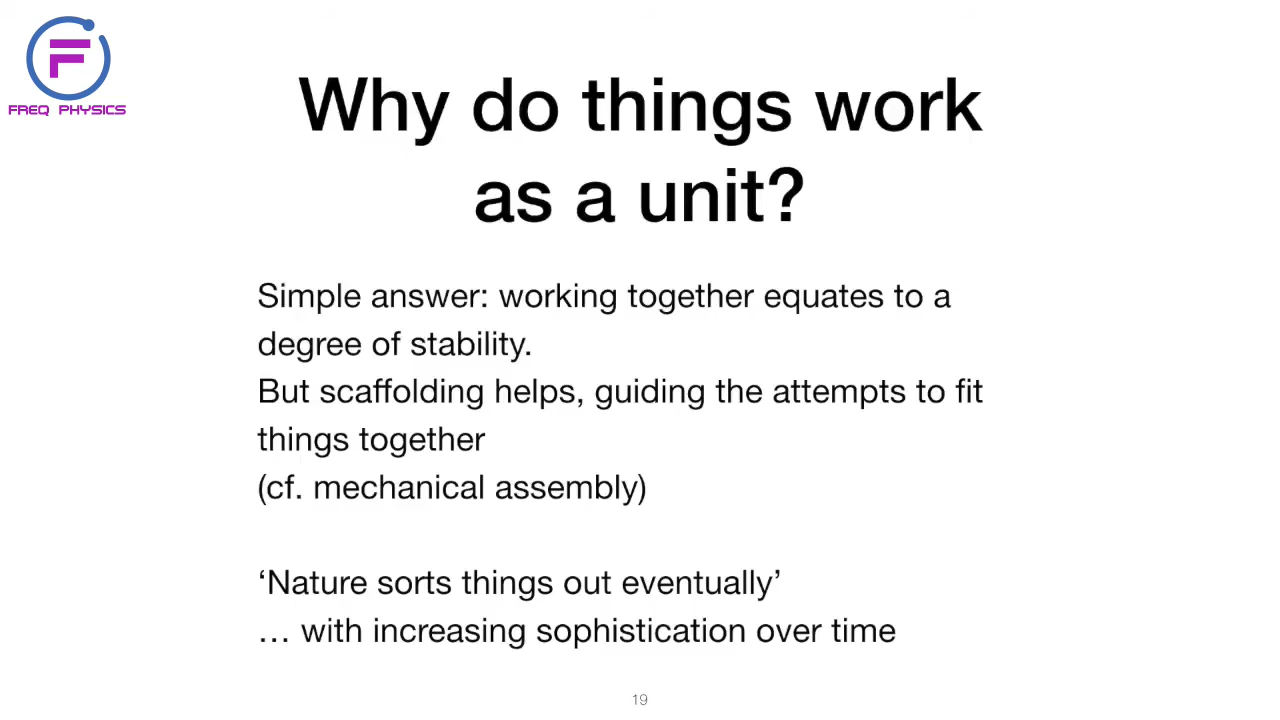 F
FREQ PHYSICS
Why do things work
as a unit?
Simple answer: working together equates to a
degree of stability.
But scaffolding helps, guiding the attempts to fit
things together
(cf. mechanical assembly)
‘Nature sorts things out eventually’
… with increasing sophistication over time
19